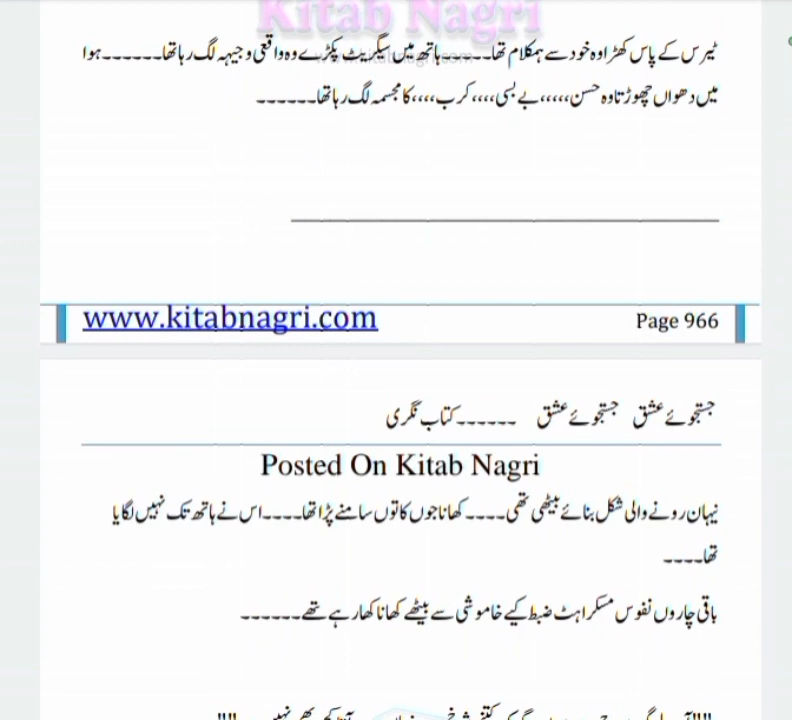 Kitab Nagri
ٹیرس کے پاس کھڑا وہ خود سے ہمکلام تھا۔۔۔۔۔۔ ہاتھ میں سیگریٹ پکڑے وہ واقعی وجیہہ لگ رہا تھا۔۔۔۔۔۔ہوا
www.kitabnagri.com
میں دھواں چھوڑتا وہ حسن ،،،،،بے بسی ،،،،کرب ،،،،کا مجسمہ لگ رہا تھا۔۔۔۔۔۔
www.kitabnagri.com Page 966
جستجوئے عشق جستجوئے عشق ۔۔۔۔۔۔کتاب نگری
Posted On Kitab Nagri
نیہان رونے والی شکل بنائے بیٹھی تھی۔۔۔۔کھانا جوں کا توں سامنے پڑا تھا۔۔۔۔اس نے ہاتھ تک نہیں لگایا
تھا۔۔۔۔
باقی چاروں نفوس مسکراہٹ ضبط کیے خاموشی سے بیٹھے کھانا کھا رہے تھے۔۔۔۔۔۔